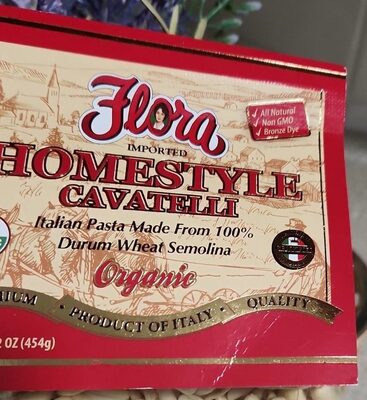 Flora
IMPORTED
All Natural
Non GMO
Bronze Dye
HOMESTYLE
CAVATELLI
Italian Pasta Made From 100%
Durum Wheat Semolina
Organic
PRODUCT OF ITALY • QUALITY
OZ (454g)